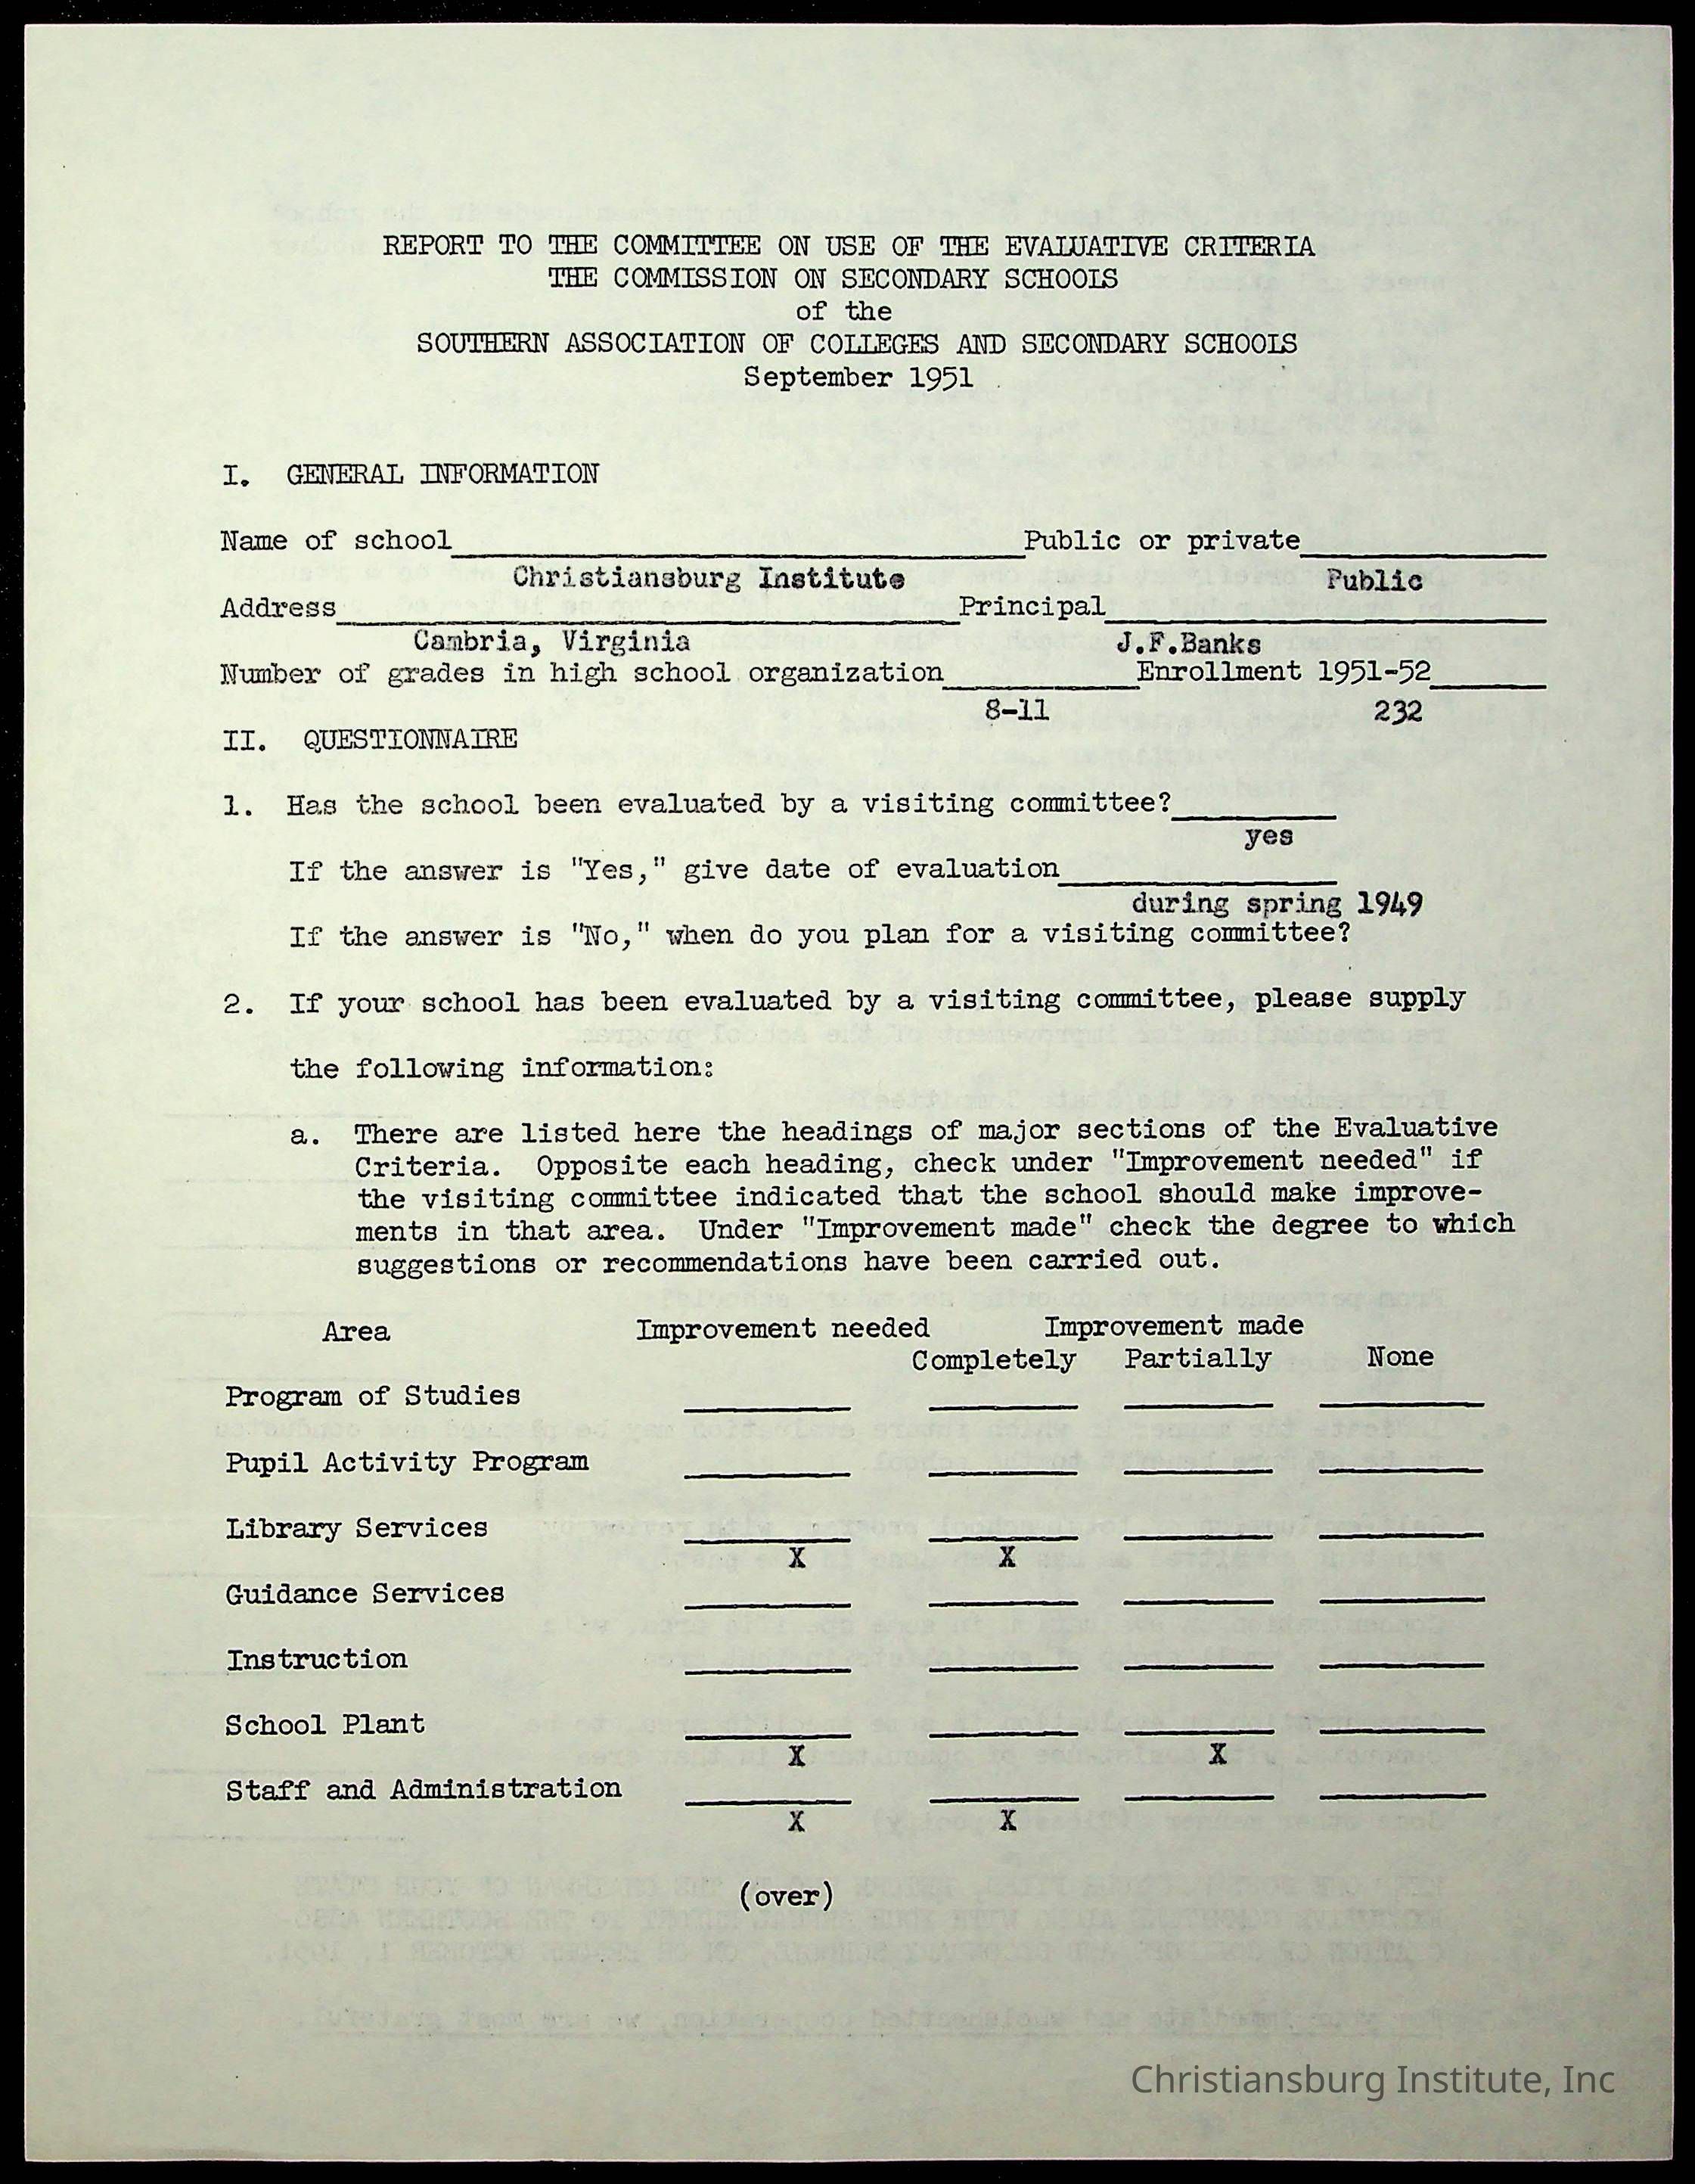 REPORT TO THE COMMITTEE ON USE OF THE EVALUATIVE CRITERIA
THE COMMISSION ON SECONDARY SCHOOLS
of the
SOUTHERN ASSOCIATION OF COLLEGES AND SECONDARY SCHOOLS
September 1951
I. GENERAL INFORMATION
Name of school Public or private
Christiansburg Institute Public
Address Principal
Cambria, Virginia J.F.Banks
Number of grades in high school organization Enrollment 1951-52
8-11 232
II. QUESTIONNAIRE
1. Has the school been evaluated by a visiting committee?
yes
If the answer is "Yes," give date of evaluation
during spring 1949
If the answer is "No," when do you plan for a visiting committee?
2. If your school has been evaluated by a visiting committee, please supply
the following information:
a. There are listed here the headings of major sections of the Evaluative
Criteria. Opposite each heading, check under "Improvement needed" if
the visiting committee indicated that the school should make improve-
ments in that area. Under "Improvement made" check the degree to which
suggestions or recommendations have been carried out.
Area Improvement needed Improvement made
Completely Partially None
Program of Studies
Pupil Activity Program
Library Services
X X
Guidance Services
Instruction
School Plant
X X
Staff and Administration
X X
(over)
Christiansburg Institute, Inc